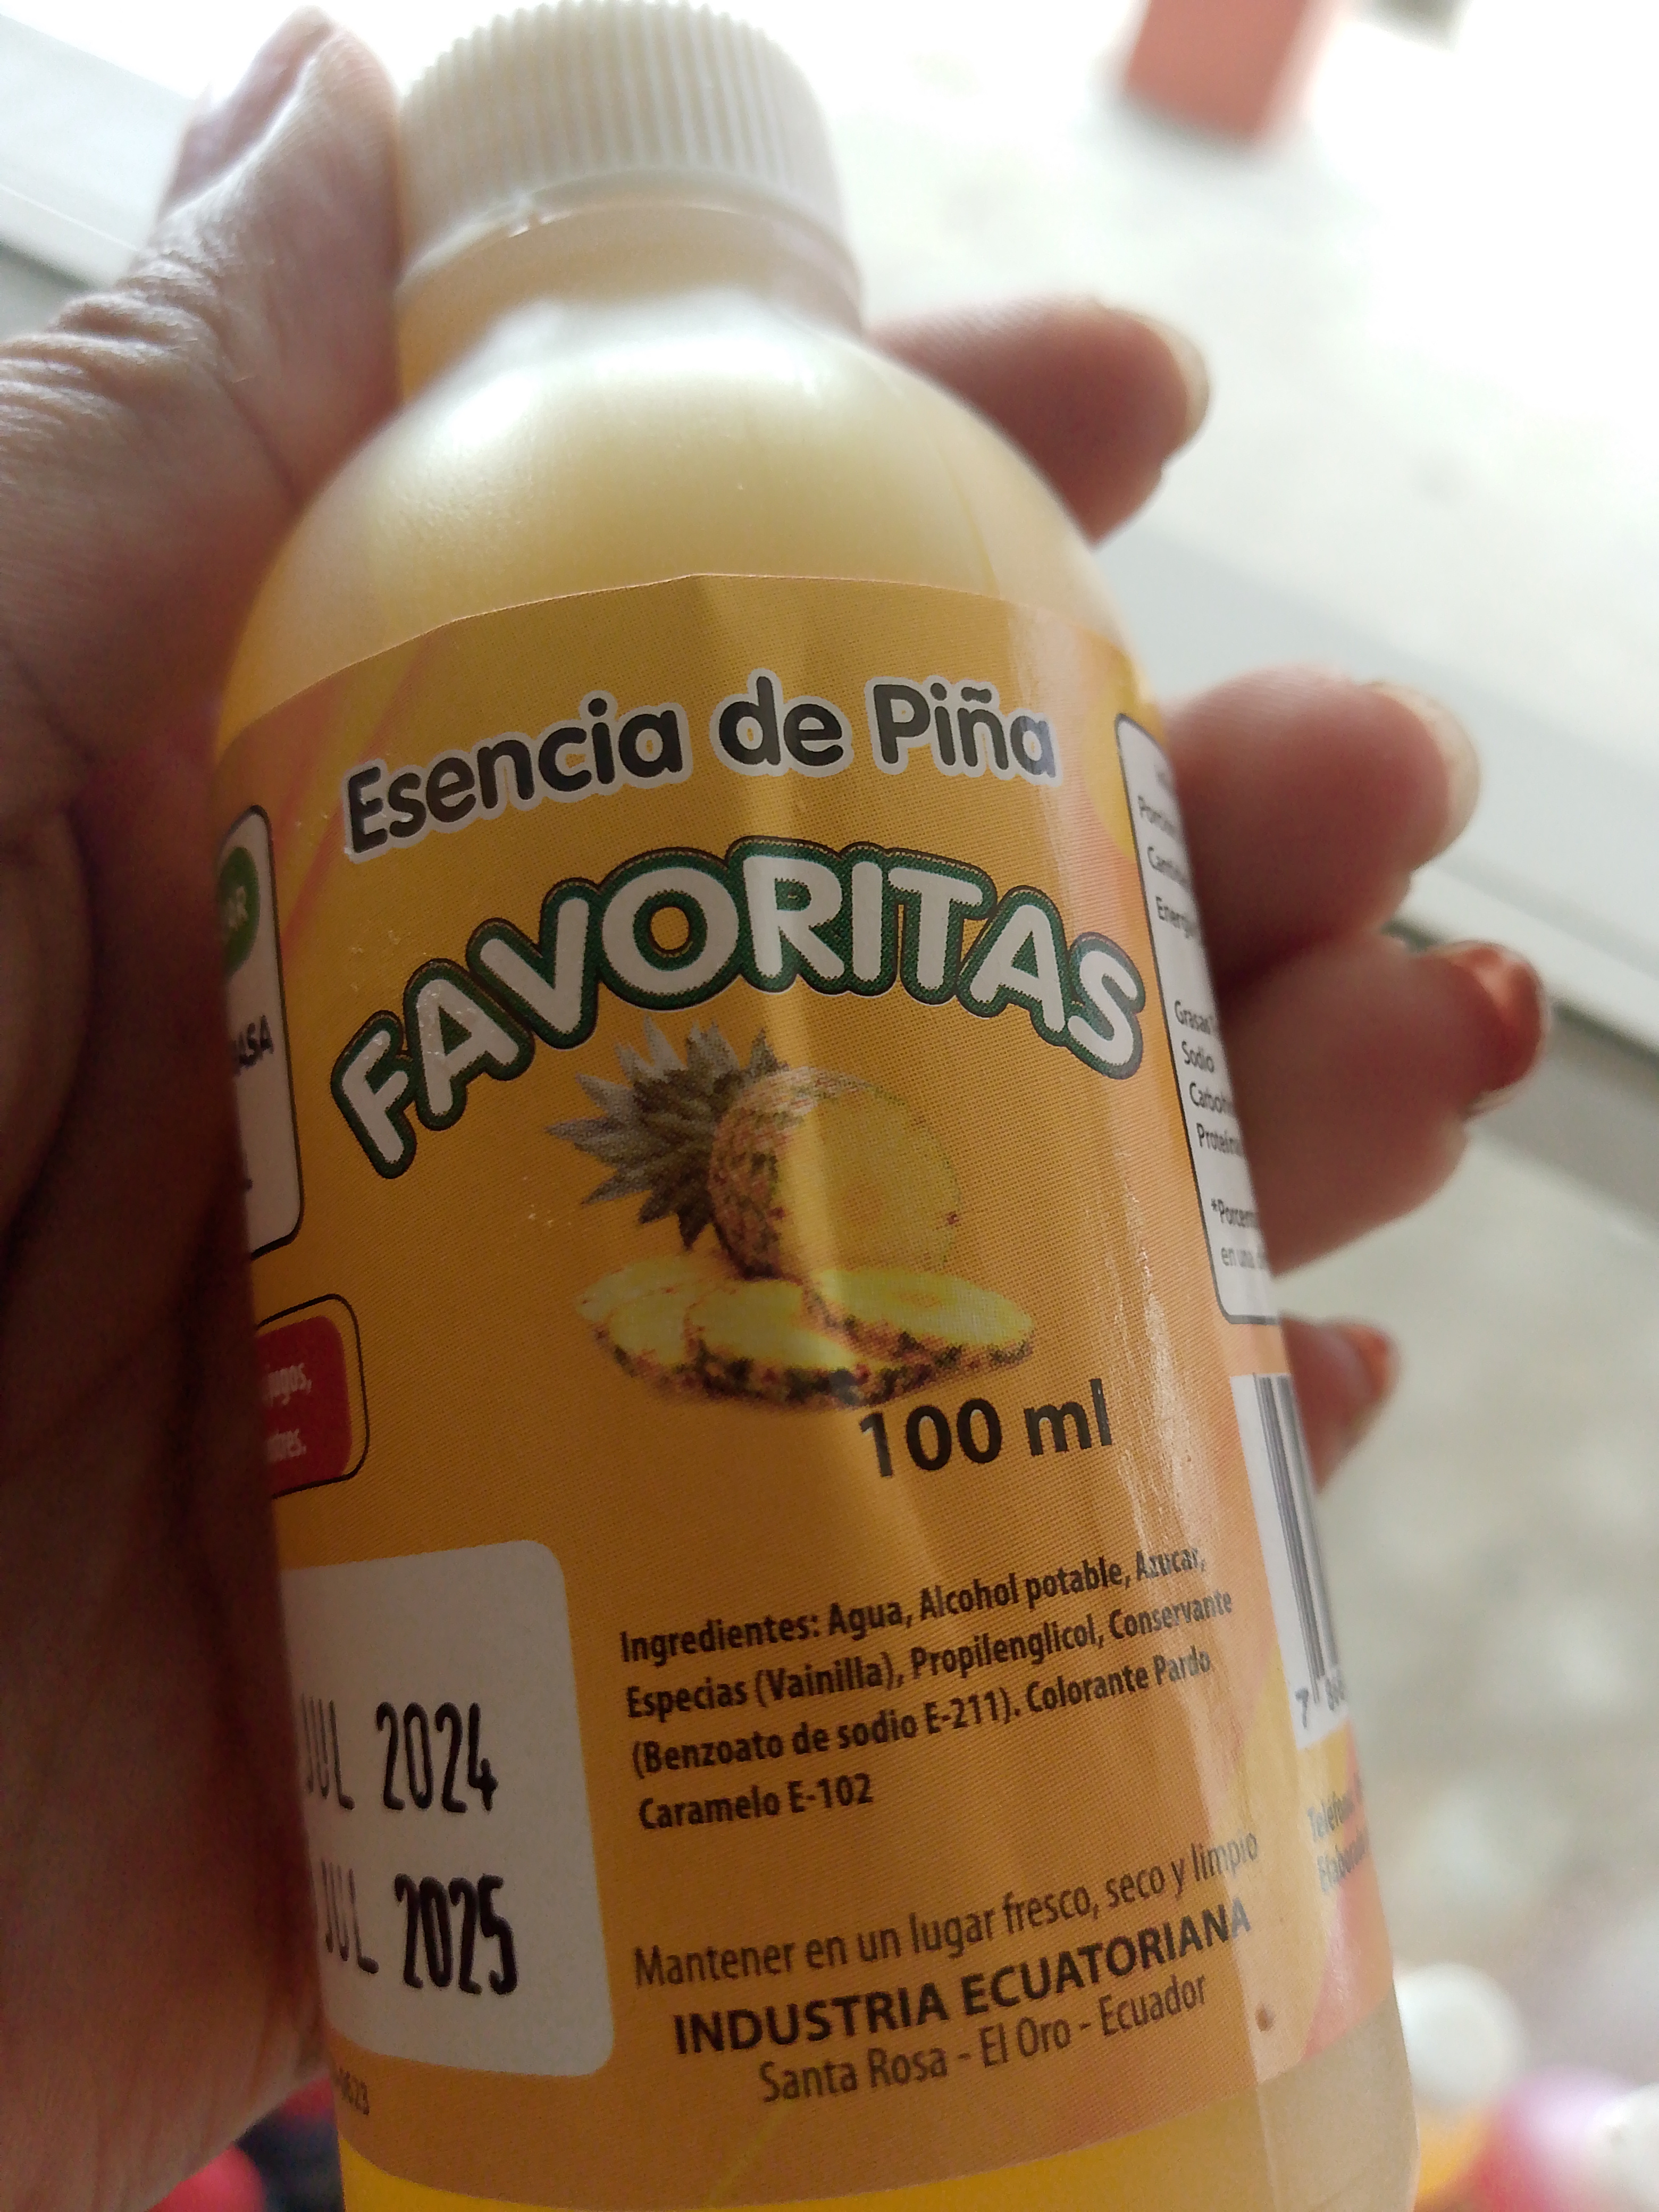 Esencia de Piña
FAVORITAS
100 ml
Ingredientes: Agua, Alcohol potable, Azucar,
Especias (Vainilla), Propilenglicol, Conservante
(Benzoato de sodio E-211). Colorante Pardo
Caramelo E-102
Mantener en un lugar fresco, seco y limpio
INDUSTRIA ECUATORIANA
Santa Rosa - El Oro - Ecuador
JUL 2024
JUL 2025
Sodio